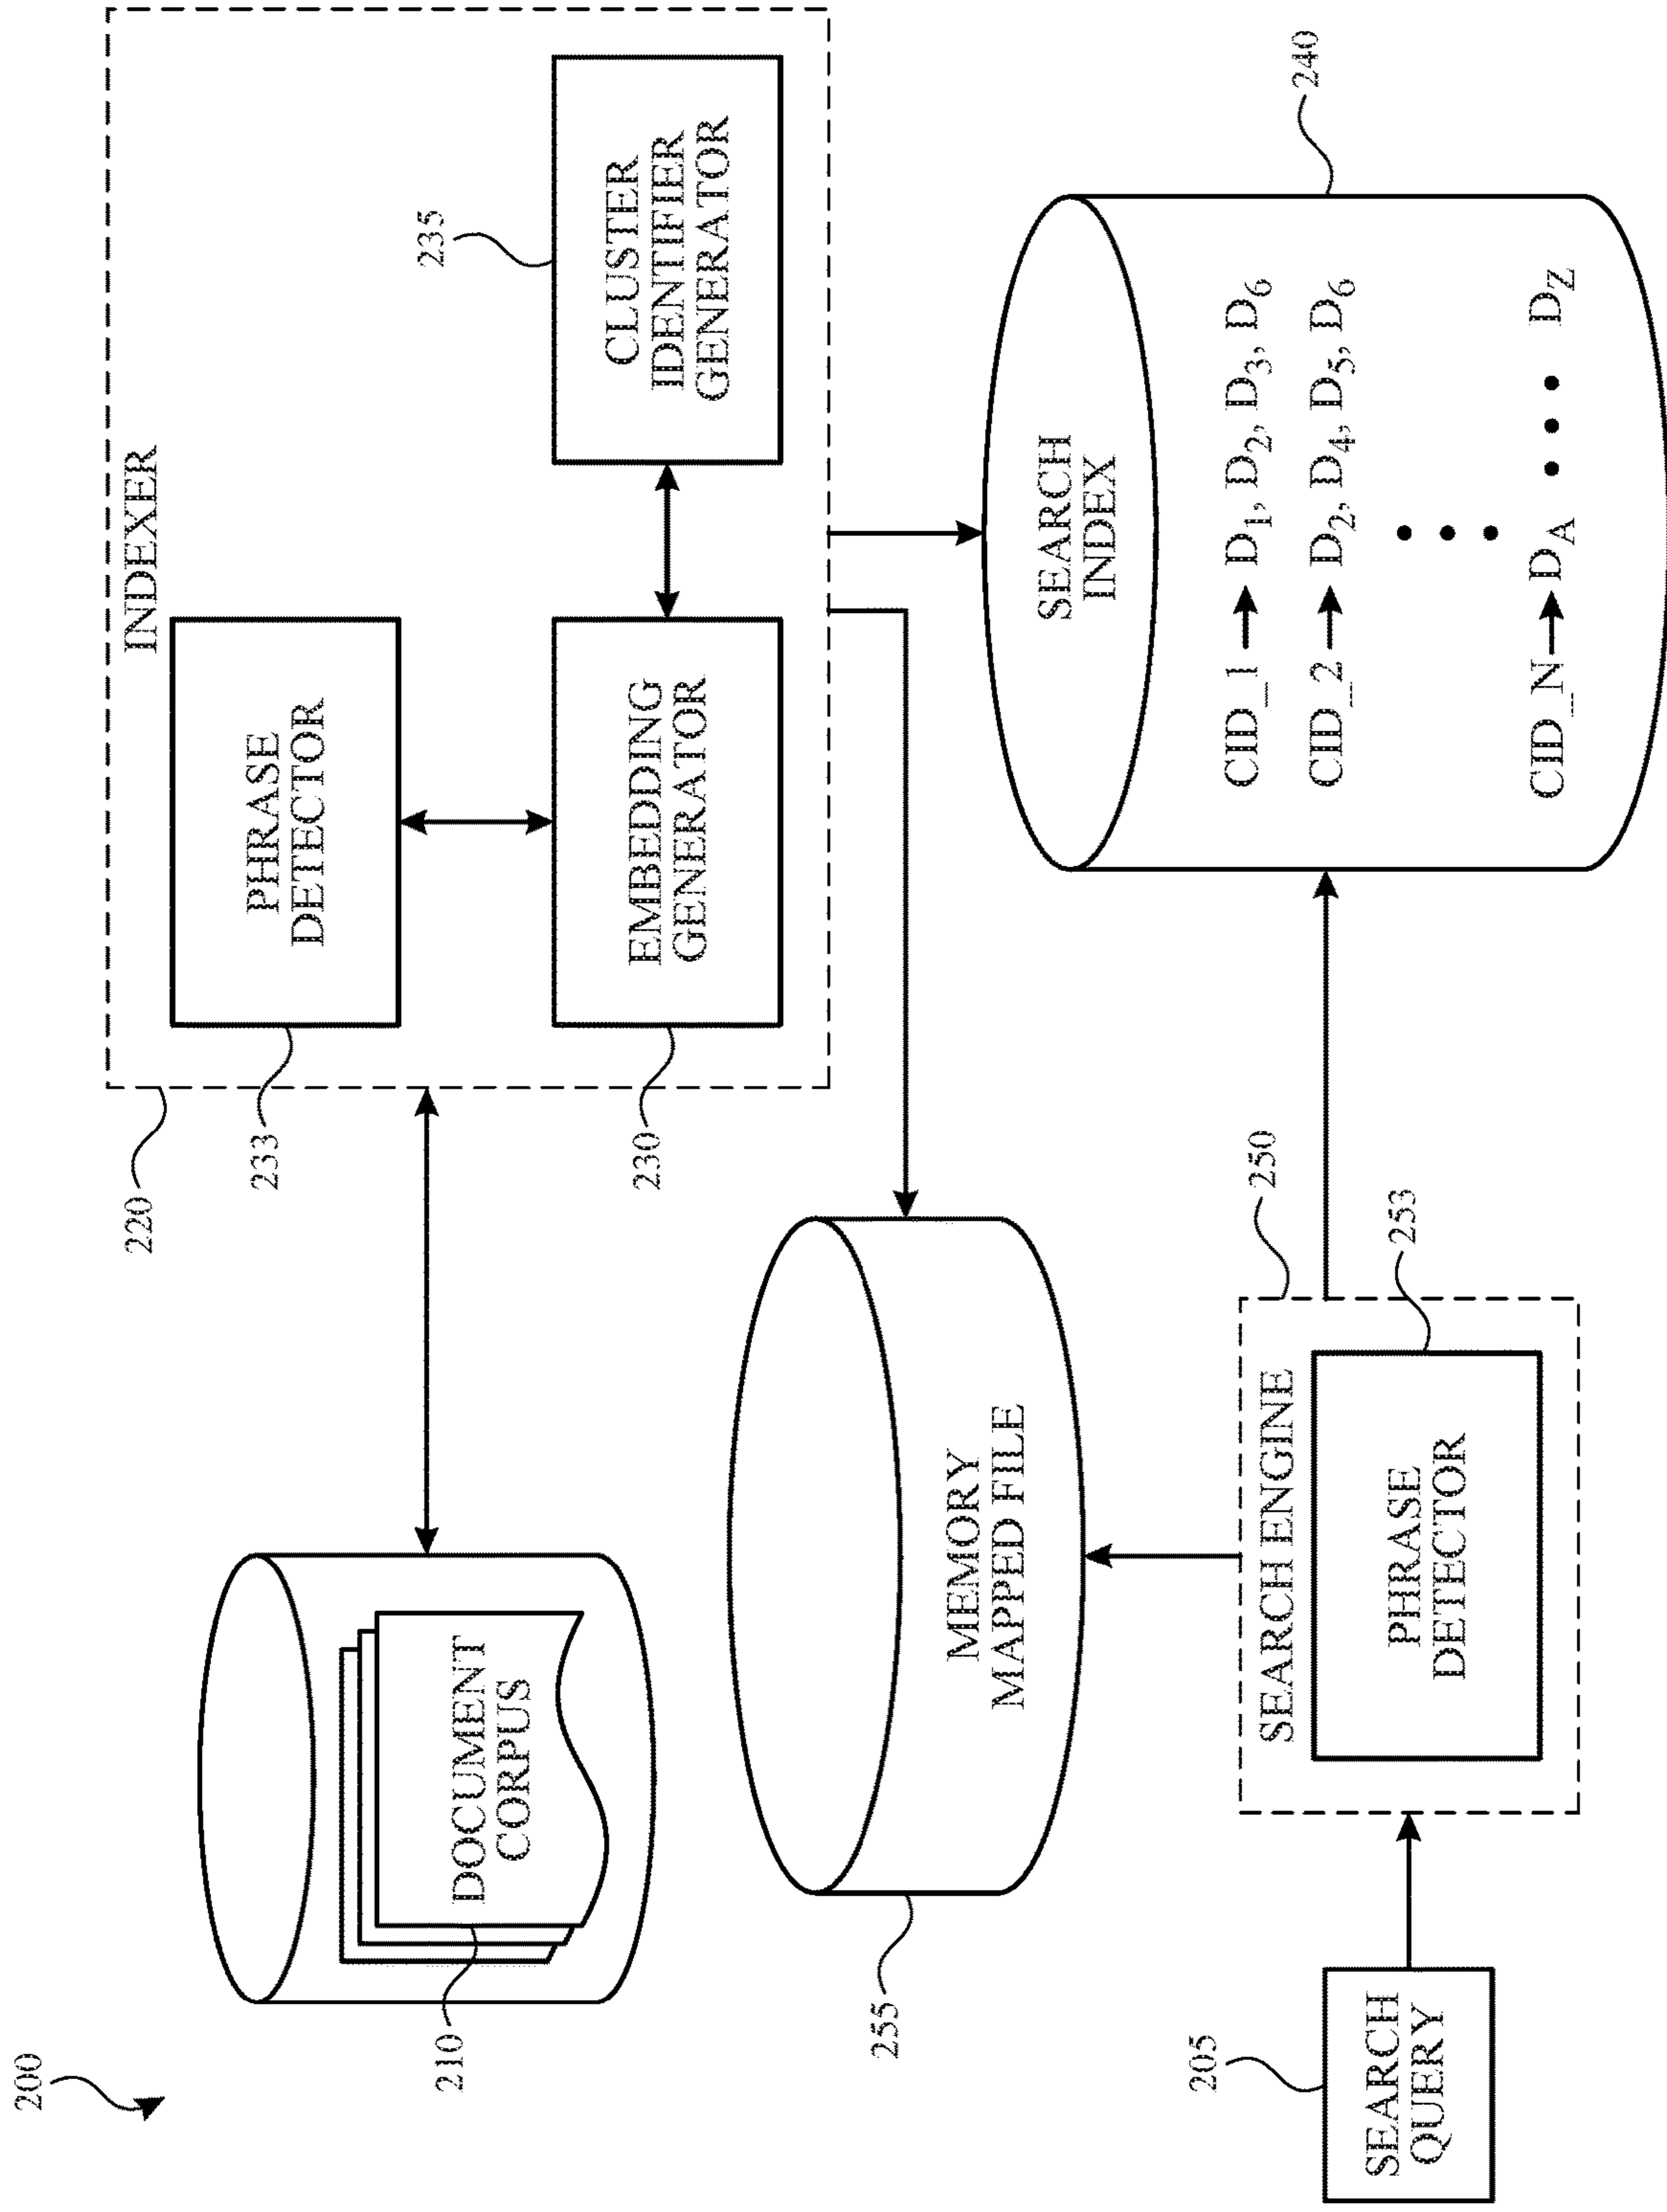 200
DOCUMENT
CORPUS
210
220
INDEXER
PHRASE
DETECTOR
233
EMBEDDING
GENERATOR
230
CLUSTER
IDENTIFIER
GENERATOR
235
MEMORY
MAPPED FILE
255
SEARCH
QUERY
205
SEARCH ENGINE
250
PHRASE
DETECTOR
253
SEARCH
INDEX
240
CID_1 → D₁, D₂, D₃, D₆
CID_2 → D₂, D₄, D₅, D₆
CID_N → D_A • • • D_Z